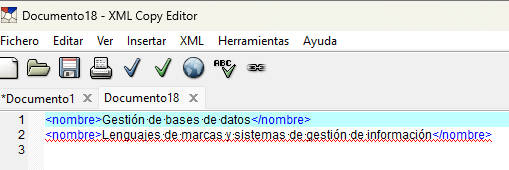 Documento18 - XML Copy Editor
Fichero Editar Ver Insertar XML Herramientas Ayuda
ABC
*Documento1 Documento18
1 <nombre>Gestión·de·bases·de·datos</nombre>
2 <nombre>Lenguajes·de·marcas·y·sistemas·de·gestión·de·información</nombre>
3